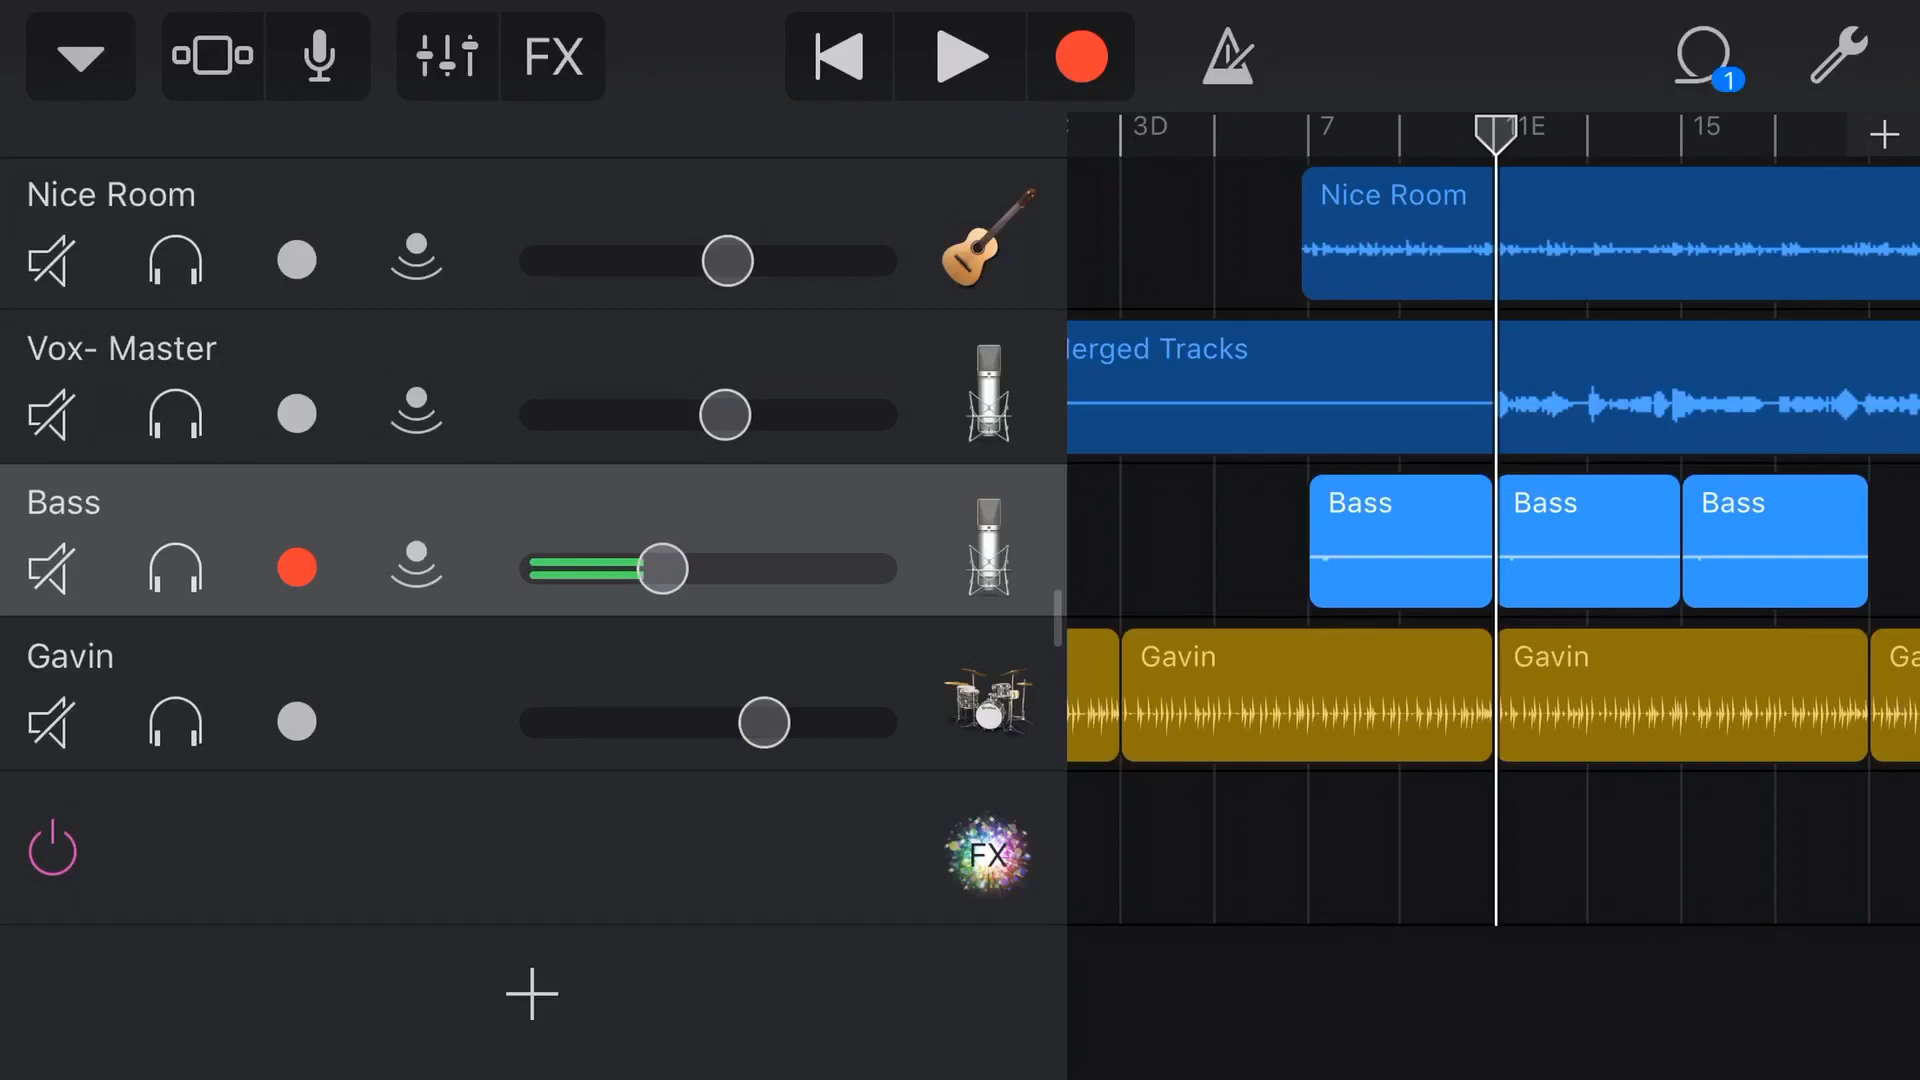 FX
1
3D 7 11E 15
Nice Room
Nice Room
Vox- Master
erged Tracks
Bass
Bass Bass Bass
Gavin
Gavin Gavin Ga
FX